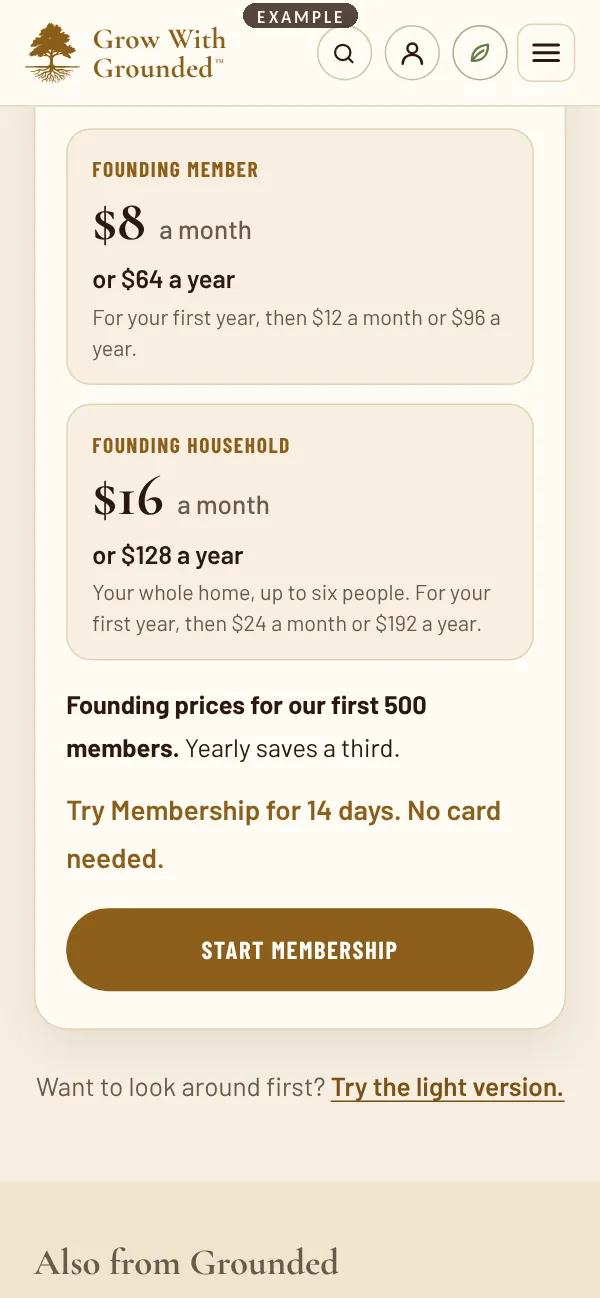 EXAMPLE
Grow With
Grounded™
FOUNDING MEMBER
$8 a month
or $64 a year
For your first year, then $12 a month or $96 a
year.
FOUNDING HOUSEHOLD
$16 a month
or $128 a year
Your whole home, up to six people. For your
first year, then $24 a month or $192 a year.
Founding prices for our first 500
members. Yearly saves a third.
Try Membership for 14 days. No card
needed.
START MEMBERSHIP
Want to look around first? Try the light version.
Also from Grounded